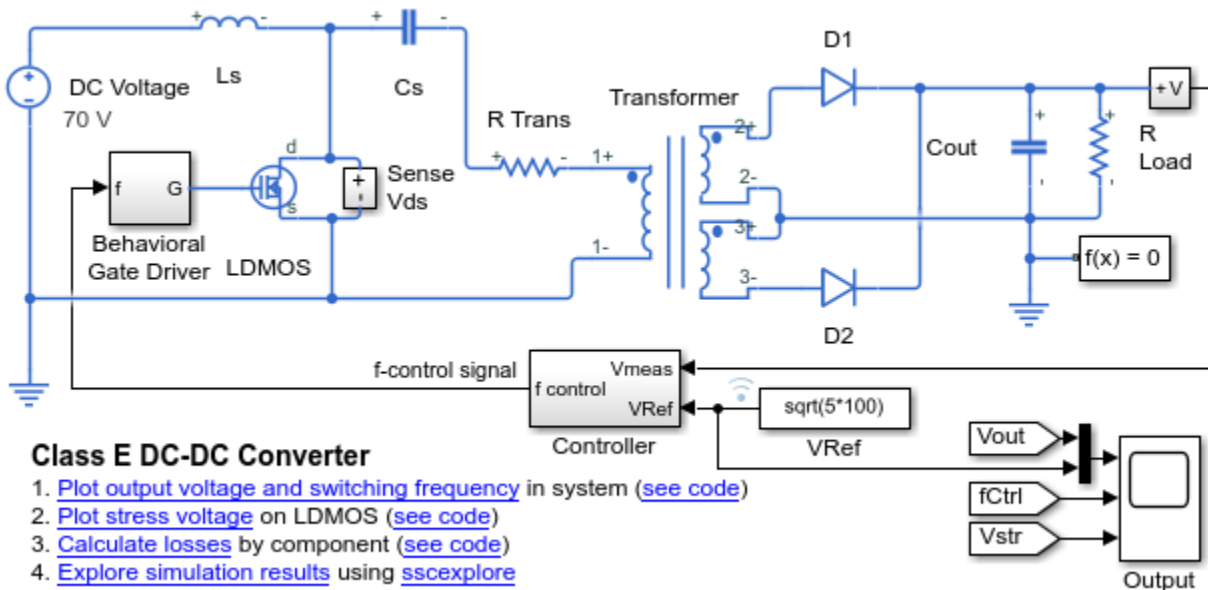 + -
+ -
D1
Ls
+
-
DC Voltage
70 V
Cs
Transformer
R Trans
2+
+
+
+V
d
Cout
R
Load
f
G
+
-
Sense
Vds
+ -
1+
2-
-
-
s
3+
Behavioral
Gate Driver
LDMOS
1-
3-
f(x) = 0
D2
f-control signal
Vmeas
f control
VRef
sqrt(5*100)
Controller
VRef
Vout
Class E DC-DC Converter
1. Plot output voltage and switching frequency in system (see code)
fCtrl
2. Plot stress voltage on LDMOS (see code)
Vstr
3. Calculate losses by component (see code)
4. Explore simulation results using sscexplore
Output